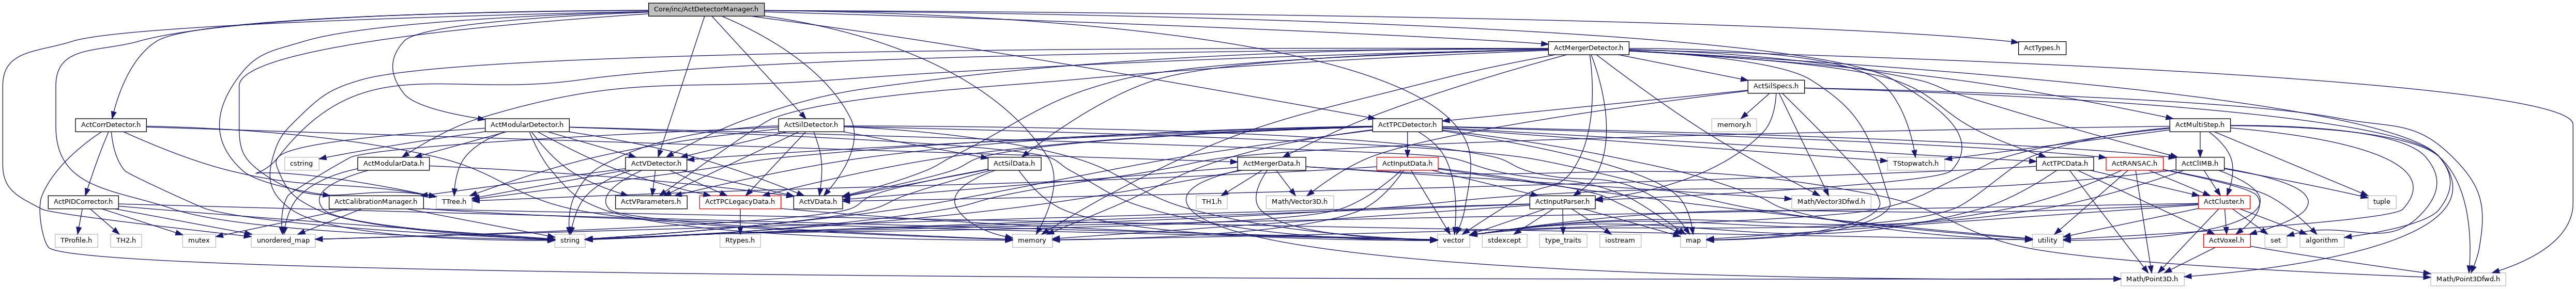 Core/inc/ActDetectorManager.h
ActMergerDetector.h
ActTypes.h
ActSilSpecs.h
ActCorrDetector.h
ActModularDetector.h
ActSilDetector.h
ActTPCDetector.h
memory.h
ActMultiStep.h
cstring
ActModularData.h
ActVDetector.h
ActSilData.h
ActMergerData.h
ActInputData.h
TStopwatch.h
ActTPCData.h
ActRANSAC.h
ActClIMB.h
ActPIDCorrector.h
ActCalibrationManager.h
TTree.h
ActVParameters.h
ActTPCLegacyData.h
ActVData.h
TH1.h
Math/Vector3D.h
ActInputParser.h
Math/Vector3Dfwd.h
ActCluster.h
tuple
TProfile.h
TH2.h
mutex
unordered_map
string
Rtypes.h
memory
vector
stdexcept
type_traits
iostream
map
utility
ActVoxel.h
set
algorithm
Math/Point3D.h
Math/Point3Dfwd.h